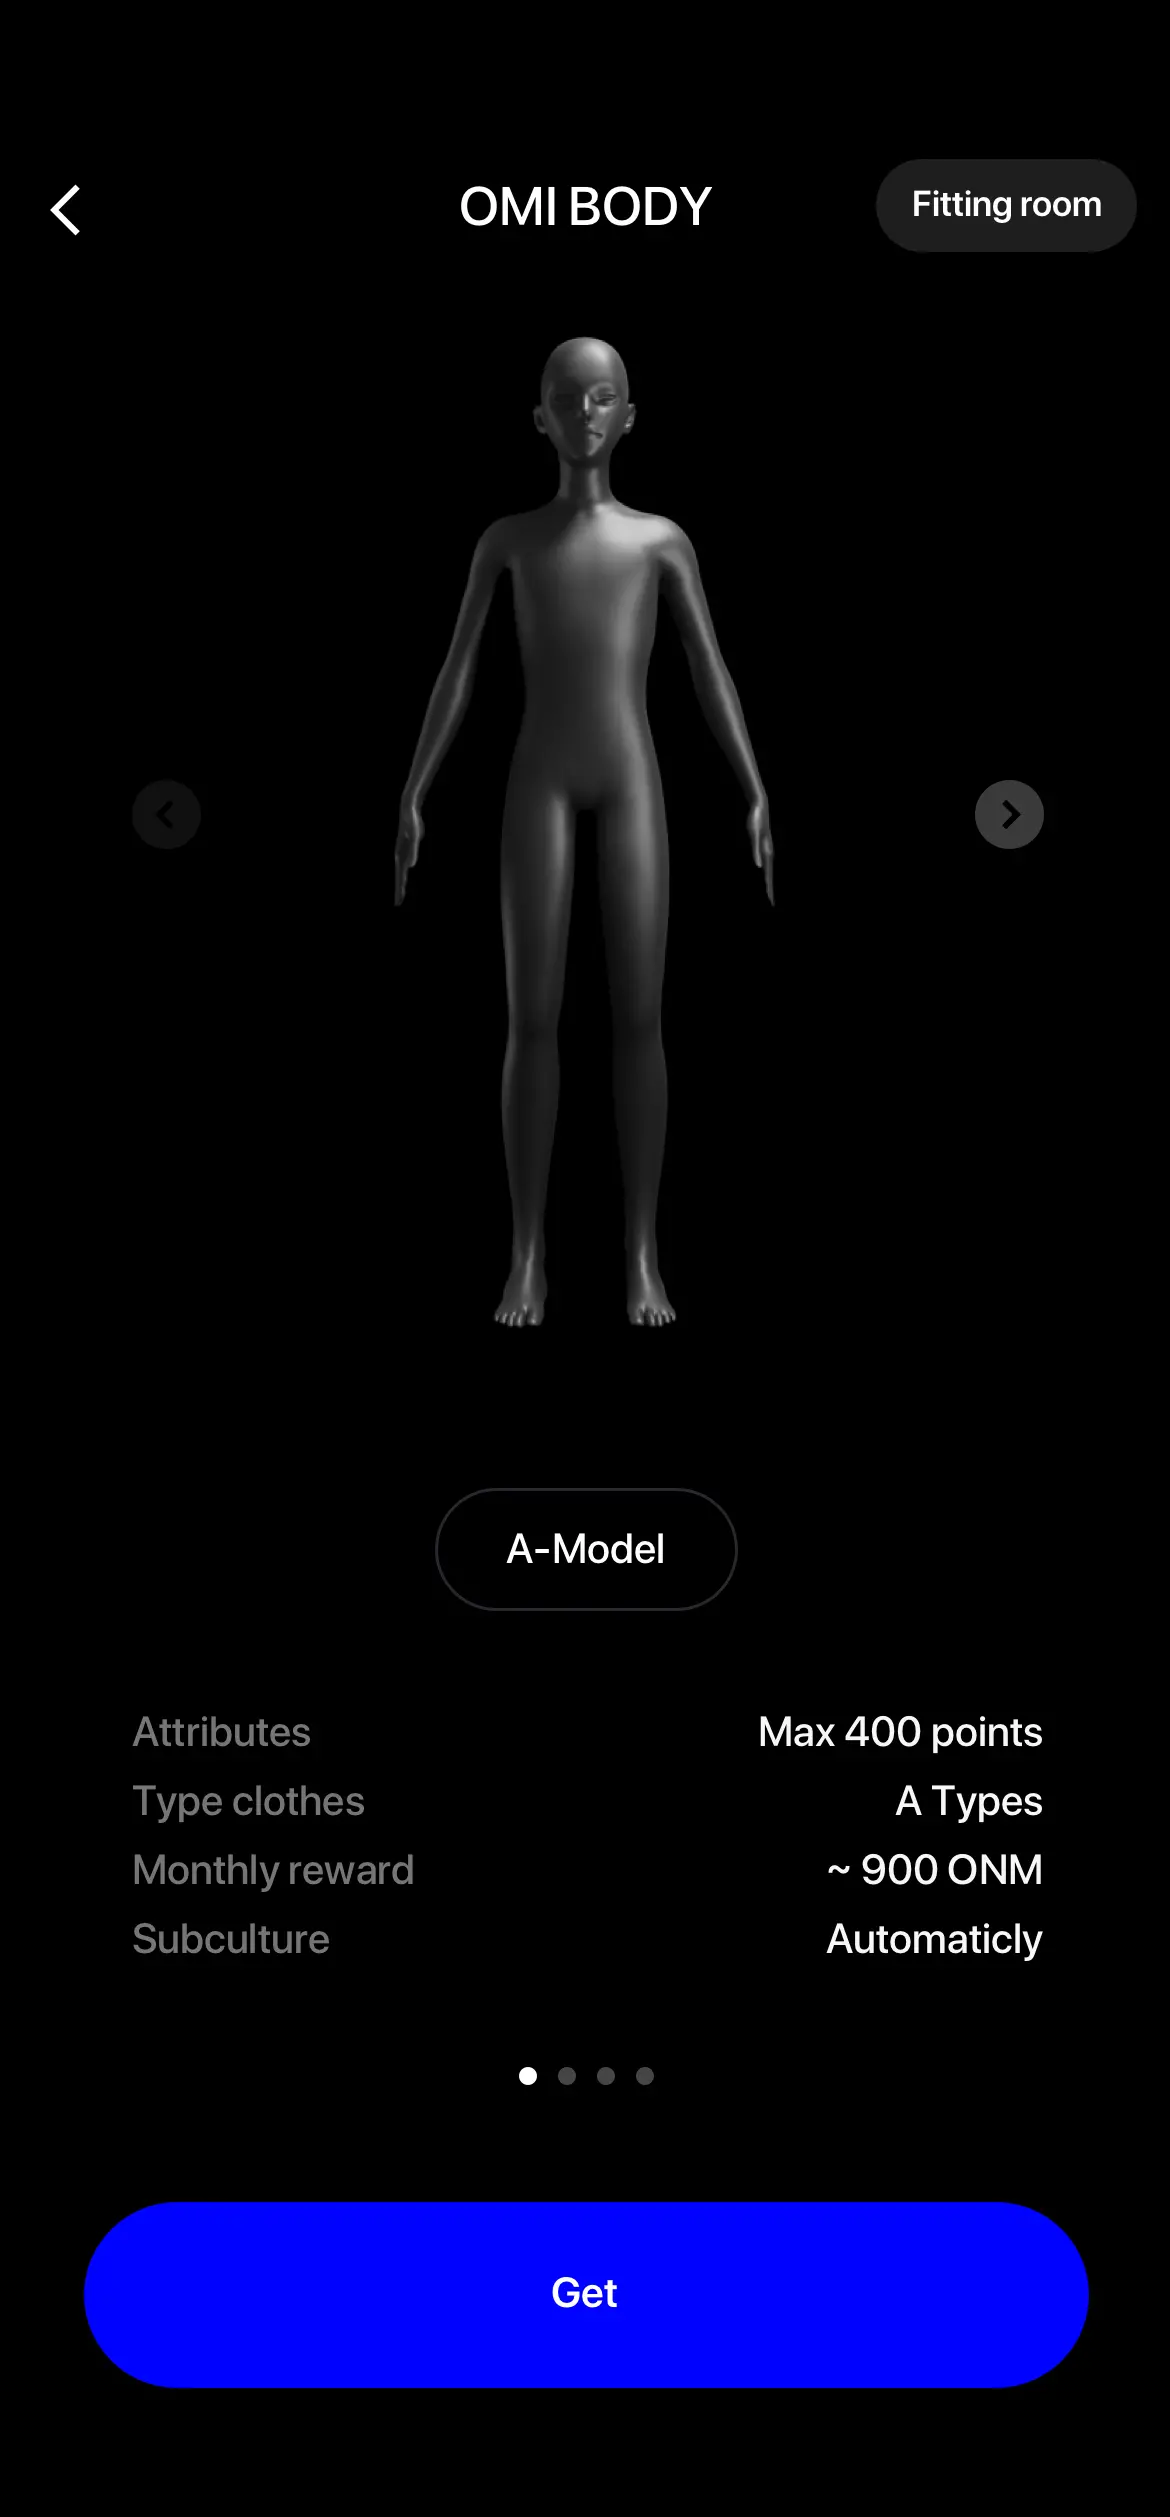 OMI BODY
Fitting room
A-Model
Attributes Max 400 points
Type clothes A Types
Monthly reward ~ 900 ONM
Subculture Automaticly
Get